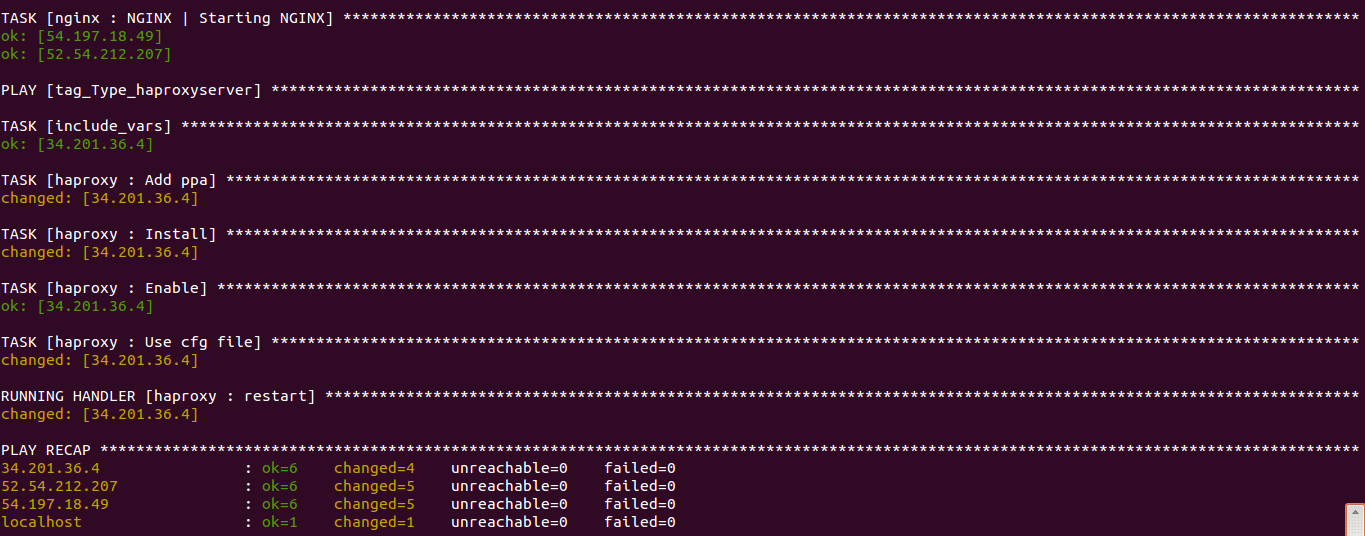 TASK [nginx : NGINX | Starting NGINX] *****************************************************************************************************************
ok: [54.197.18.49]
ok: [52.54.212.207]
PLAY [tag_Type_haproxyserver] *************************************************************************************************************************
TASK [include_vars] ***********************************************************************************************************************************
ok: [34.201.36.4]
TASK [haproxy : Add ppa] ******************************************************************************************************************************
changed: [34.201.36.4]
TASK [haproxy : Install] ******************************************************************************************************************************
changed: [34.201.36.4]
TASK [haproxy : Enable] *******************************************************************************************************************************
ok: [34.201.36.4]
TASK [haproxy : Use cfg file] *************************************************************************************************************************
changed: [34.201.36.4]
RUNNING HANDLER [haproxy : restart] *******************************************************************************************************************
changed: [34.201.36.4]
PLAY RECAP ********************************************************************************************************************************************
34.201.36.4                : ok=6    changed=4    unreachable=0    failed=0
52.54.212.207              : ok=6    changed=5    unreachable=0    failed=0
54.197.18.49               : ok=6    changed=5    unreachable=0    failed=0
localhost                  : ok=1    changed=1    unreachable=0    failed=0